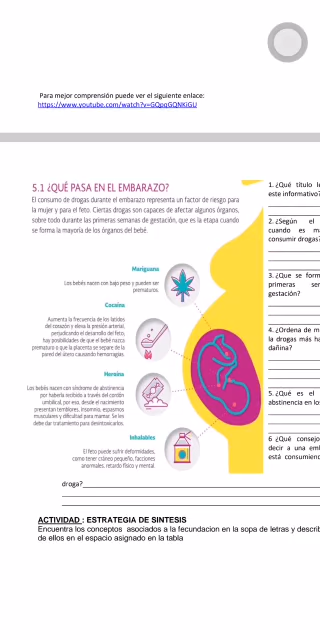 Para mejor comprensión puede ver el siguiente enlace:
https://www.youtube.com/watch?v=GQpqGQNKiGU
5.1 ¿QUÉ PASA EN EL EMBARAZO?
El consumo de drogas durante el embarazo representa un factor de riesgo para
la mujer y para el feto. Ciertas drogas son capaces de afectar algunos órganos,
sobre todo durante las primeras semanas de gestación, que es la etapa cuando
se forma la mayoría de los órganos del bebé.
Mariguana
Los bebés nacen con bajo peso y pueden ser
prematuros.
Cocaína
Aumenta la frecuencia de los latidos
del corazón y eleva la presión arterial,
perjudicando el desarrollo del feto,
hay posibilidades de que el bebé nazca
prematuro o que la placenta se separe de la
pared del útero causando hemorragias.
Heroína
Los bebés nacen con síndrome de abstinencia
por haberla recibido a través del cordón
umbilical, por eso, desde el nacimiento
presentan temblores, insomnio, espasmos
musculares y dificultad para mamar. Se les
debe dar tratamiento para desintoxicarlos.
Inhalables
El feto puede sufrir deformidades,
como tener cráneo pequeño, facciones
anormales, retardo físico y mental.
1. ¿Qué título l
este informativo?
2. ¿Según el
cuando es m
consumir drogas?
3. ¿Que se form
primeras se
gestación?
4. ¿Ordena de m
la drogas más ha
dañina?
5. ¿Qué es el
abstinencia en lo
6 ¿Qué consejo
decir a una em
está consumien
droga?
ACTIVIDAD : ESTRATEGIA DE SINTESIS
Encuentra los conceptos asociados a la fecundacion en la sopa de letras y describ
de ellos en el espacio asignado en la tabla